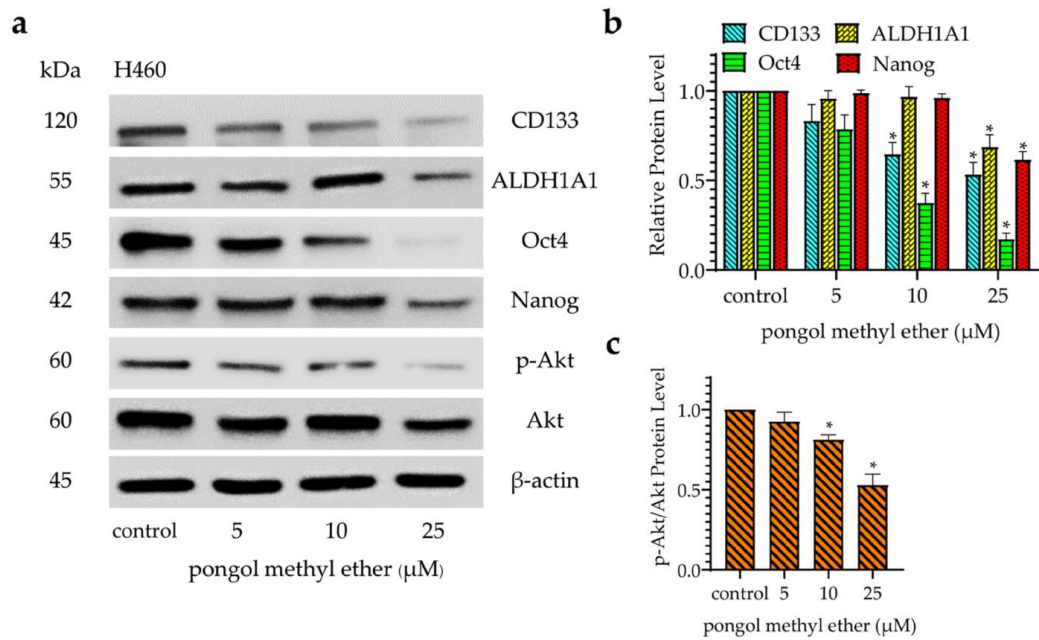 a
kDa H460
120 CD133
55 ALDH1A1
45 Oct4
42 Nanog
60 p-Akt
60 Akt
45 β-actin
control 5 10 25
pongol methyl ether (μM)
b
CD133 ALDH1A1
Oct4 Nanog
Relative Protein Level
1.0
0.5
0.0
* * * * * *
control 5 10 25
pongol methyl ether (μM)
c
p-Akt/Akt Protein Level
1.0
0.5
0.0
* *
control 5 10 25
pongol methyl ether (μM)